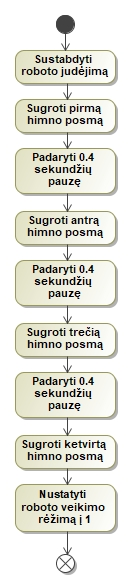 Sustabdyti
roboto judėjimą
Sugroti pirmą
himno posmą
Padaryti 0.4
sekundžių
pauzę
Sugroti antrą
himno posmą
Padaryti 0.4
sekundžių
pauzę
Sugroti trečią
himno posmą
Padaryti 0.4
sekundžių
pauzę
Sugroti ketvirtą
himno posmą
Nustatyti
roboto veikimo
rėžimą į 1